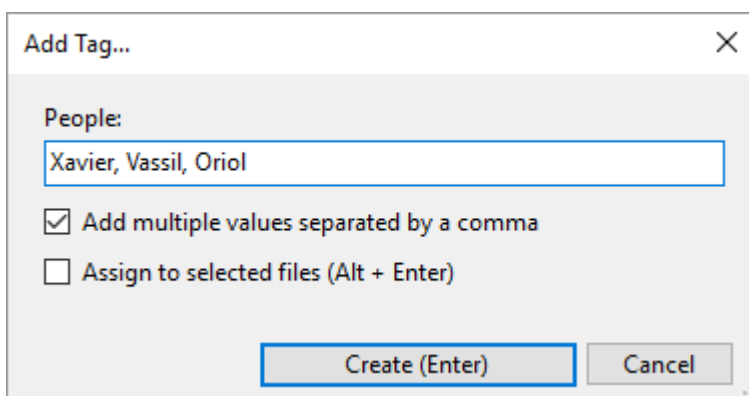 Add Tag...
People:
Xavier, Vassil, Oriol
Add multiple values separated by a comma
Assign to selected files (Alt + Enter)
Create (Enter) Cancel